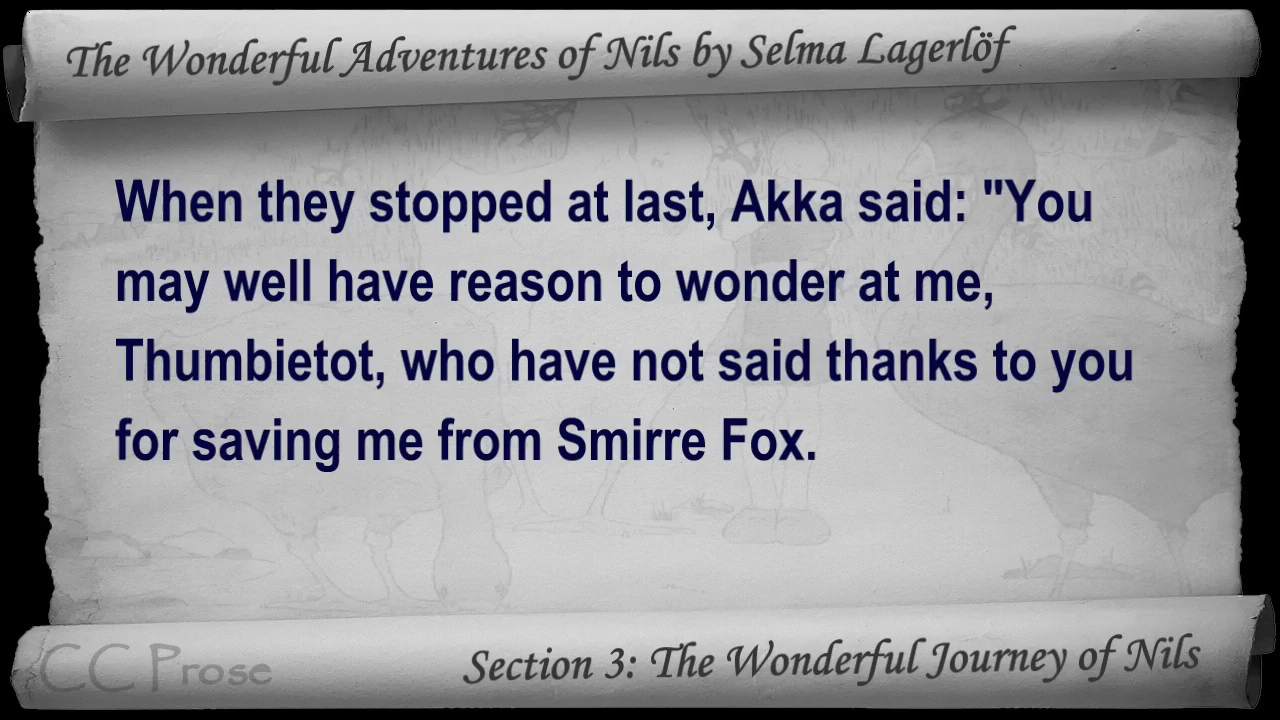 The Wonderful Adventures of Nils by Selma Lagerlöf
When they stopped at last, Akka said: "You
may well have reason to wonder at me,
Thumbietot, who have not said thanks to you
for saving me from Smirre Fox.
CC Prose
Section 3: The Wonderful Journey of Nils